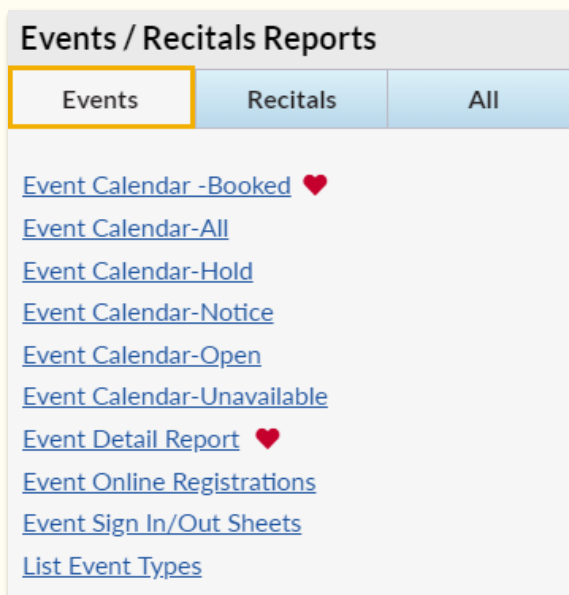 Events / Recitals Reports
Events Recitals All
Event Calendar -Booked
Event Calendar-All
Event Calendar-Hold
Event Calendar-Notice
Event Calendar-Open
Event Calendar-Unavailable
Event Detail Report
Event Online Registrations
Event Sign In/Out Sheets
List Event Types